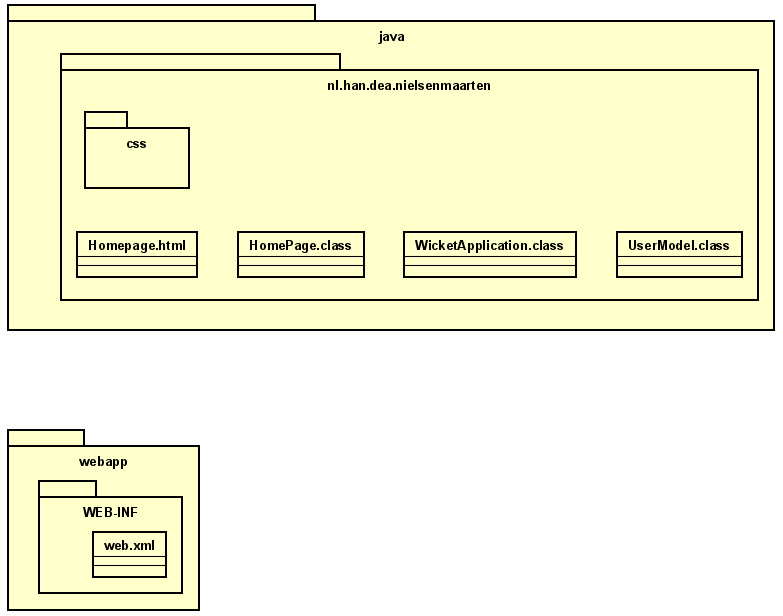 java
nl.han.dea.nielsenmaarten
css
Homepage.html
HomePage.class
WicketApplication.class
UserModel.class
webapp
WEB-INF
web.xml